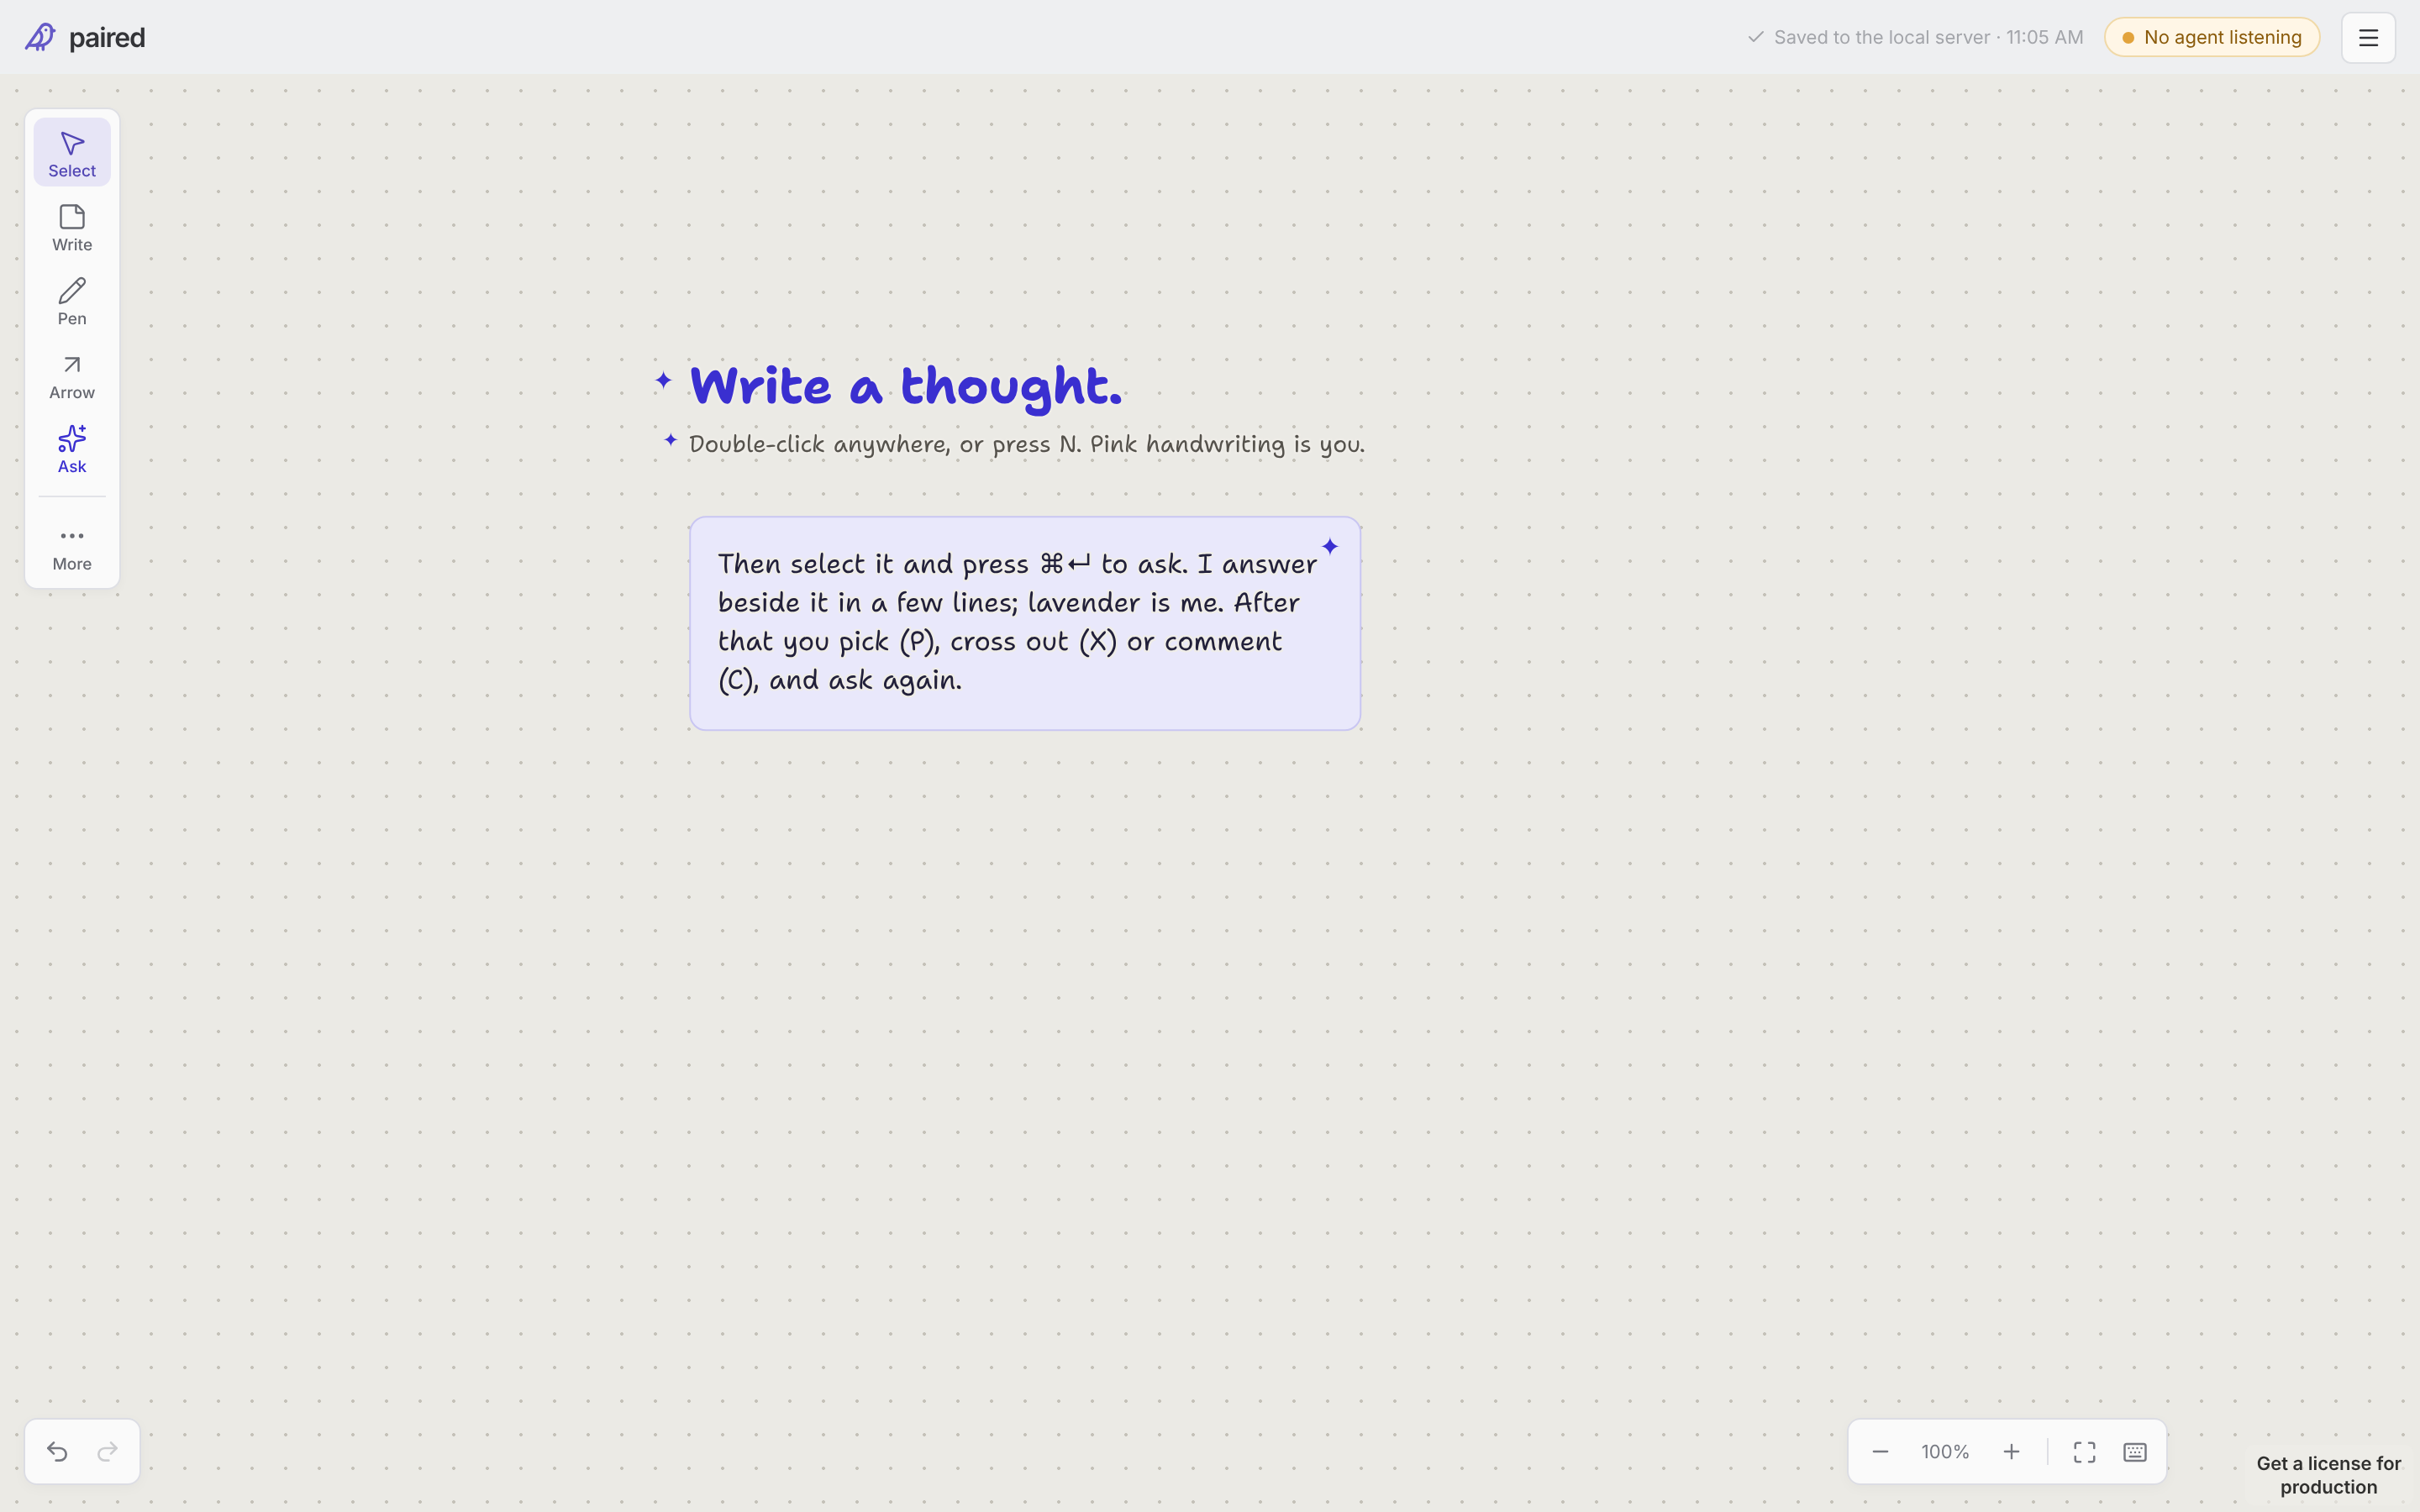 paired
Saved to the local server · 11:05 AM
No agent listening
Select
Write
Pen
Arrow
Ask
More
Write a thought.
Double-click anywhere, or press N. Pink handwriting is you.
Then select it and press ⌘↵ to ask. I answer
beside it in a few lines; lavender is me. After
that you pick (P), cross out (X) or comment
(C), and ask again.
100%
Get a license for
production